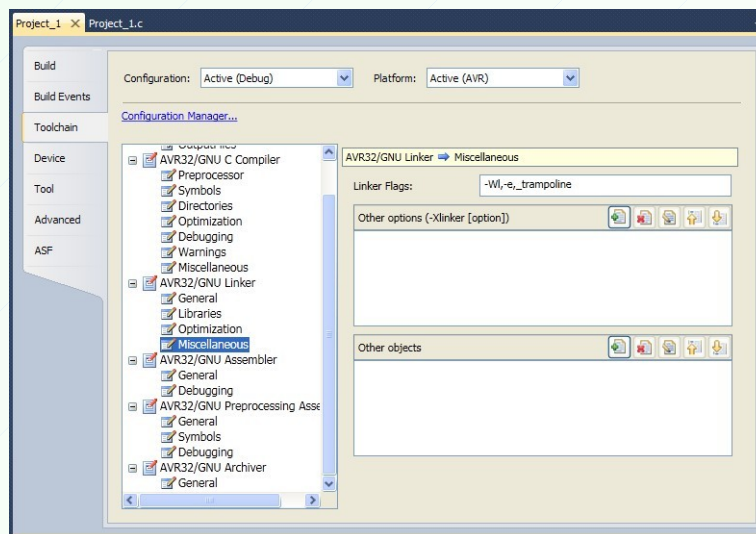 Project_1 X Project_1.c
Build
Build Events
Toolchain
Device
Tool
Advanced
ASF
Configuration: Active (Debug) Platform: Active (AVR)
Configuration Manager...
AVR32/GNU C Compiler
Preprocessor
Symbols
Directories
Optimization
Debugging
Warnings
Miscellaneous
AVR32/GNU Linker
General
Libraries
Optimization
Miscellaneous
AVR32/GNU Assembler
General
Debugging
AVR32/GNU Preprocessing Asse
General
Symbols
Debugging
AVR32/GNU Archiver
General
AVR32/GNU Linker ➡ Miscellaneous
Linker Flags: -Wl,-e,_trampoline
Other options (-Xlinker [option])
Other objects